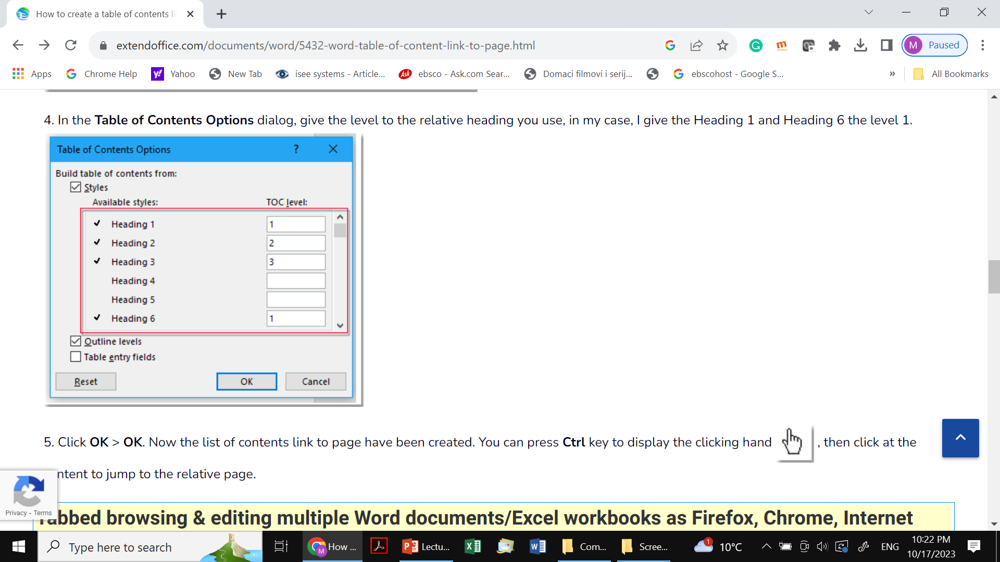 How to create a table of contents li
extendoffice.com/documents/word/5432-word-table-of-content-link-to-page.html
M Paused
Apps Chrome Help Yahoo New Tab isee systems - Article... Ask ebsco - Ask.com Sear... Domaci filmovi i serij... ebscohost - Google S... » All Bookmarks
4. In the Table of Contents Options dialog, give the level to the relative heading you use, in my case, I give the Heading 1 and Heading 6 the level 1.
Table of Contents Options ?
Build table of contents from:
Styles
Available styles: TOC level:
Heading 1 1
Heading 2 2
Heading 3 3
Heading 4
Heading 5
Heading 6 1
Outline levels
Table entry fields
Reset OK Cancel
5. Click OK > OK. Now the list of contents link to page have been created. You can press Ctrl key to display the clicking hand , then click at the
ntent to jump to the relative page.
Privacy - Terms
Tabbed browsing & editing multiple Word documents/Excel workbooks as Firefox, Chrome, Internet
Type here to search
How ... Lectu... Com... Scree... 1 10°C ENG
10:22 PM
10/17/2023